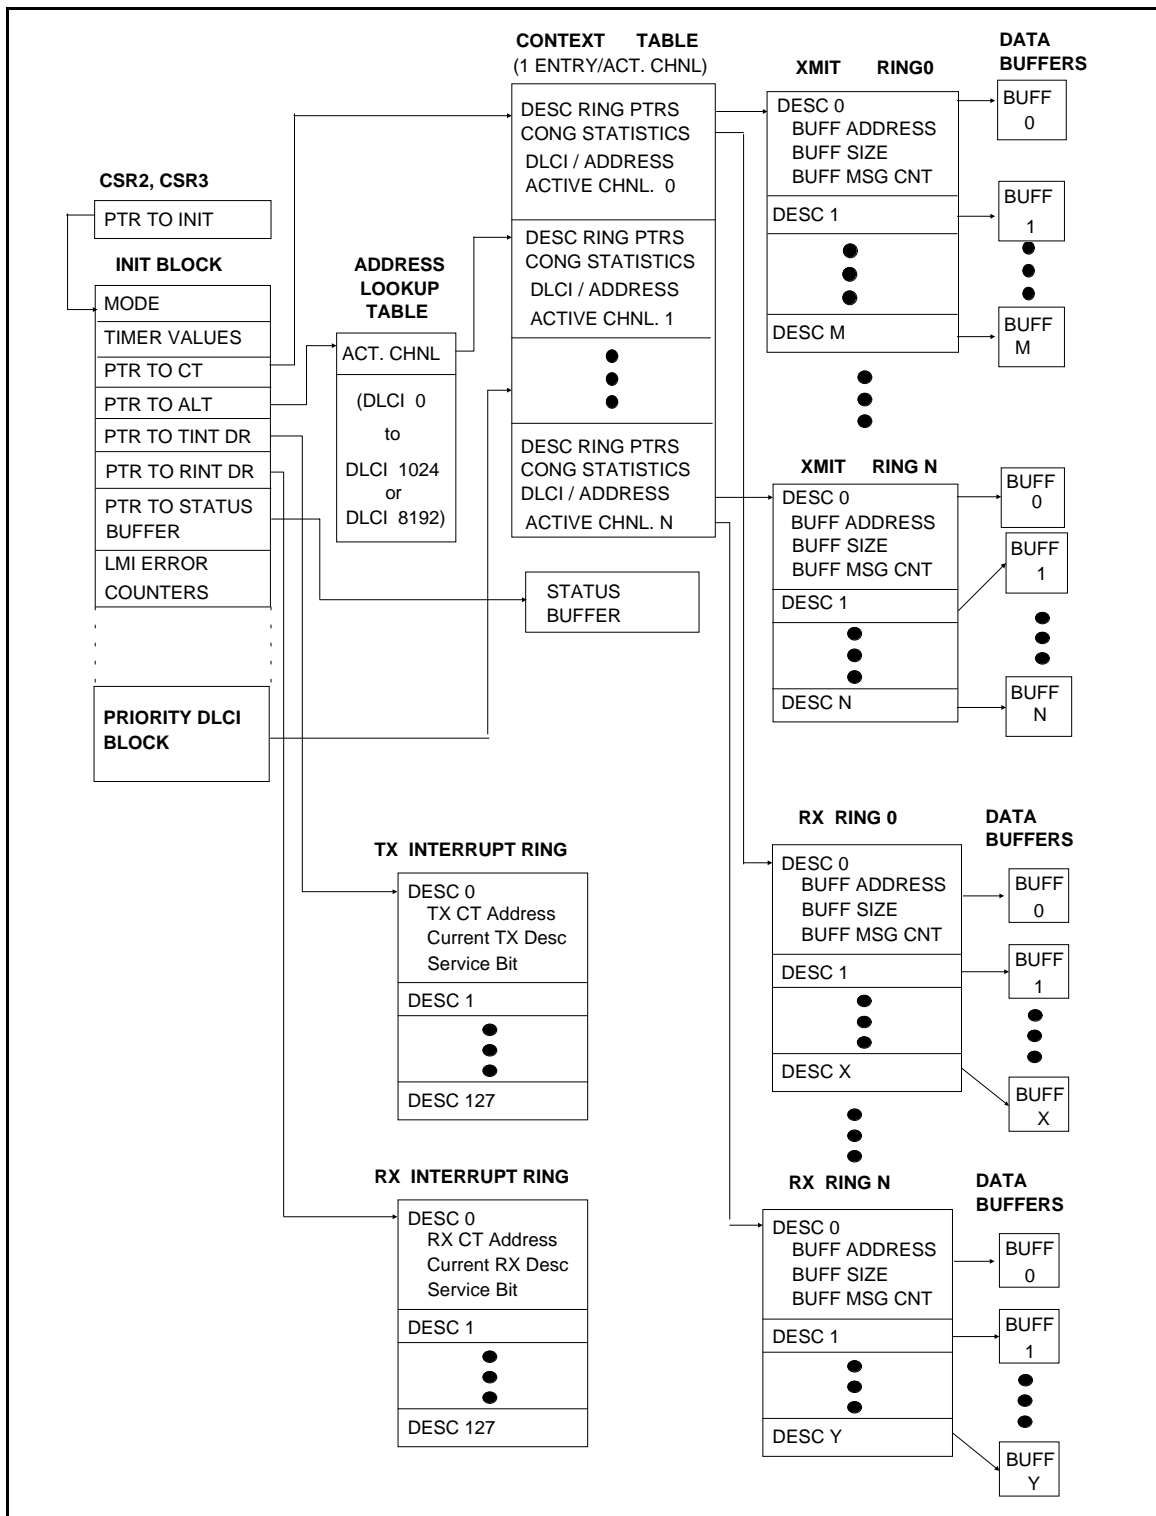 CSR2, CSR3
PTR TO INIT
INIT BLOCK
MODE
TIMER VALUES
PTR TO CT
PTR TO ALT
PTR TO TINT DR
PTR TO RINT DR
PTR TO STATUS
BUFFER
LMI ERROR
COUNTERS
PRIORITY DLCI
BLOCK
ADDRESS
LOOKUP
TABLE
ACT. CHNL
(DLCI 0
to
DLCI 1024
or
DLCI 8192)
CONTEXT TABLE
(1 ENTRY/ACT. CHNL)
DESC RING PTRS
CONG STATISTICS
DLCI / ADDRESS
ACTIVE CHNL. 0
DESC RING PTRS
CONG STATISTICS
DLCI / ADDRESS
ACTIVE CHNL. 1
DESC RING PTRS
CONG STATISTICS
DLCI / ADDRESS
ACTIVE CHNL. N
STATUS
BUFFER
TX INTERRUPT RING
DESC 0
TX CT Address
Current TX Desc
Service Bit
DESC 1
DESC 127
RX INTERRUPT RING
DESC 0
RX CT Address
Current RX Desc
Service Bit
DESC 1
DESC 127
XMIT RING0
DESC 0
BUFF ADDRESS
BUFF SIZE
BUFF MSG CNT
DESC 1
DESC M
DATA
BUFFERS
BUFF
0
BUFF
1
BUFF
M
XMIT RING N
DESC 0
BUFF ADDRESS
BUFF SIZE
BUFF MSG CNT
DESC 1
DESC N
BUFF
0
BUFF
1
BUFF
N
RX RING 0
DESC 0
BUFF ADDRESS
BUFF SIZE
BUFF MSG CNT
DESC 1
DESC X
DATA
BUFFERS
BUFF
0
BUFF
1
BUFF
X
RX RING N
DESC 0
BUFF ADDRESS
BUFF SIZE
BUFF MSG CNT
DESC 1
DESC Y
DATA
BUFFERS
BUFF
0
BUFF
1
BUFF
Y